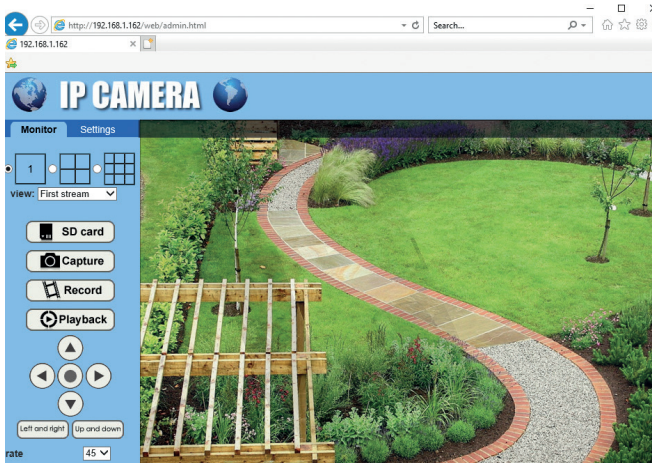 http://192.168.1.162/web/admin.html
Search...
192.168.1.162
IP CAMERA
Monitor Settings
1
view: First stream
SD card
Capture
Record
Playback
Left and right Up and down
rate 45